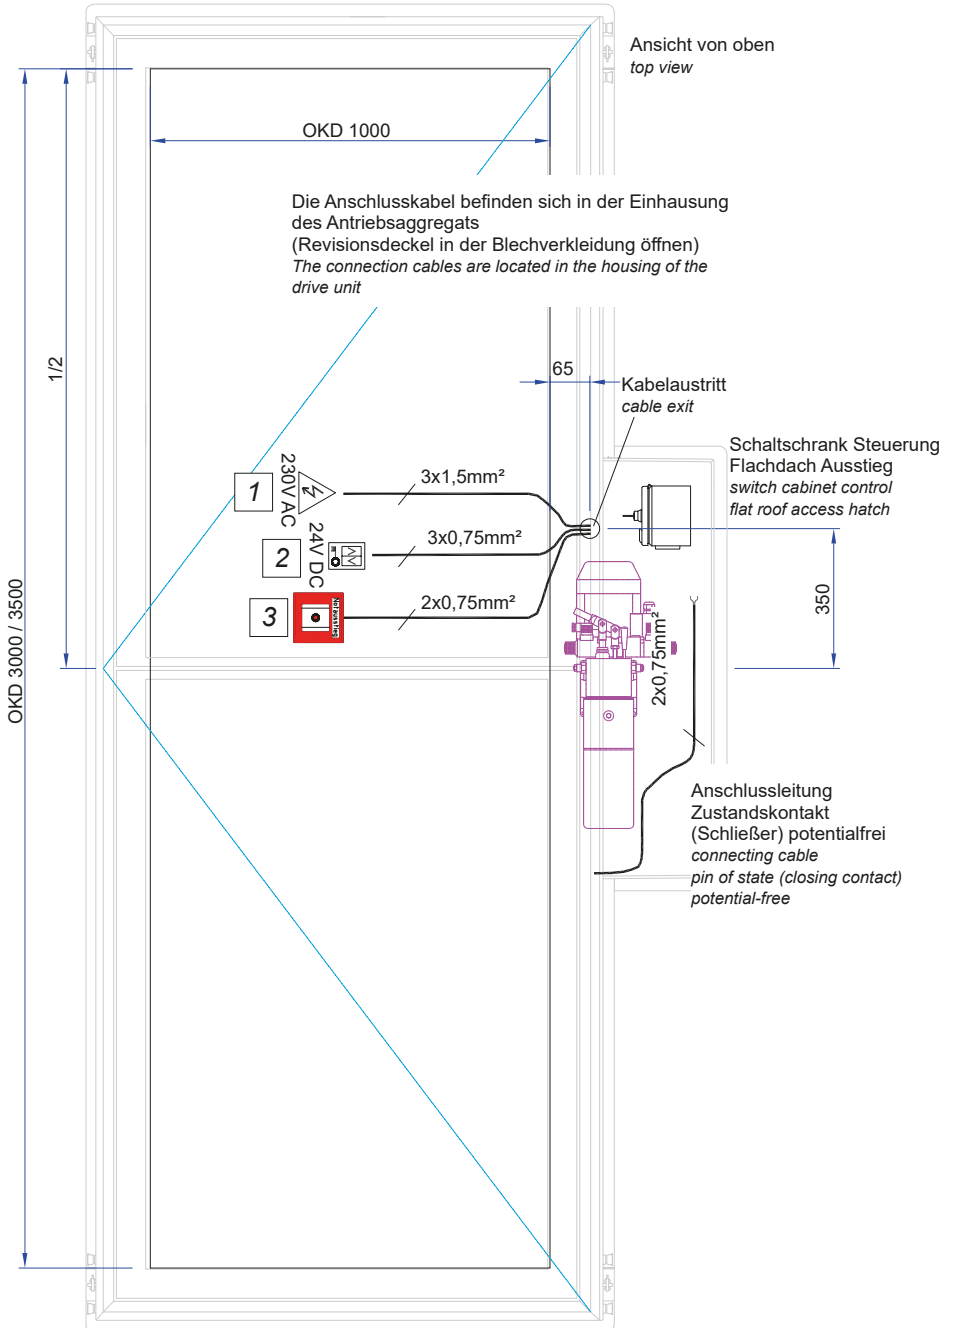 Ansicht von oben
top view
OKD 1000
Die Anschlusskabel befinden sich in der Einhausung
des Antriebsaggregats
(Revisionsdeckel in der Blechverkleidung öffnen)
The connection cables are located in the housing of the
drive unit
1/2
65
Kabelaustritt
cable exit
Schaltschrank Steuerung
Flachdach Ausstieg
switch cabinet control
flat roof access hatch
1
230V AC
3x1,5mm²
2
24V DC
3x0,75mm²
3
Notausstieg
2x0,75mm²
350
OKD 3000 / 3500
2x0,75mm²
Anschlussleitung
Zustandskontakt
(Schließer) potentialfrei
connecting cable
pin of state (closing contact)
potential-free